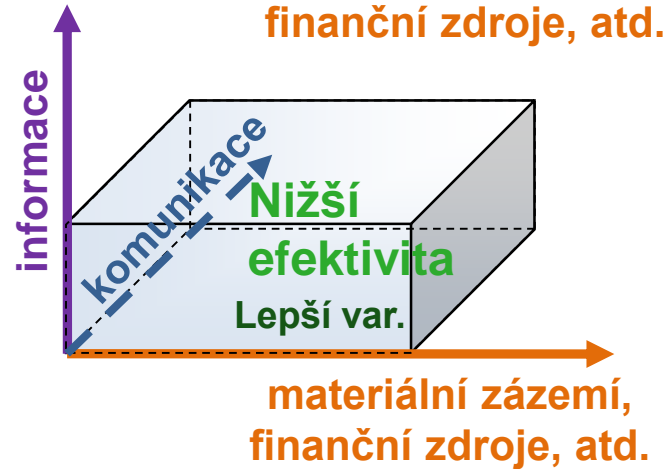 finanční zdroje, atd.
informace
komunikace
Nižší
efektivita
Lepší var.
materiální zázemí,
finanční zdroje, atd.